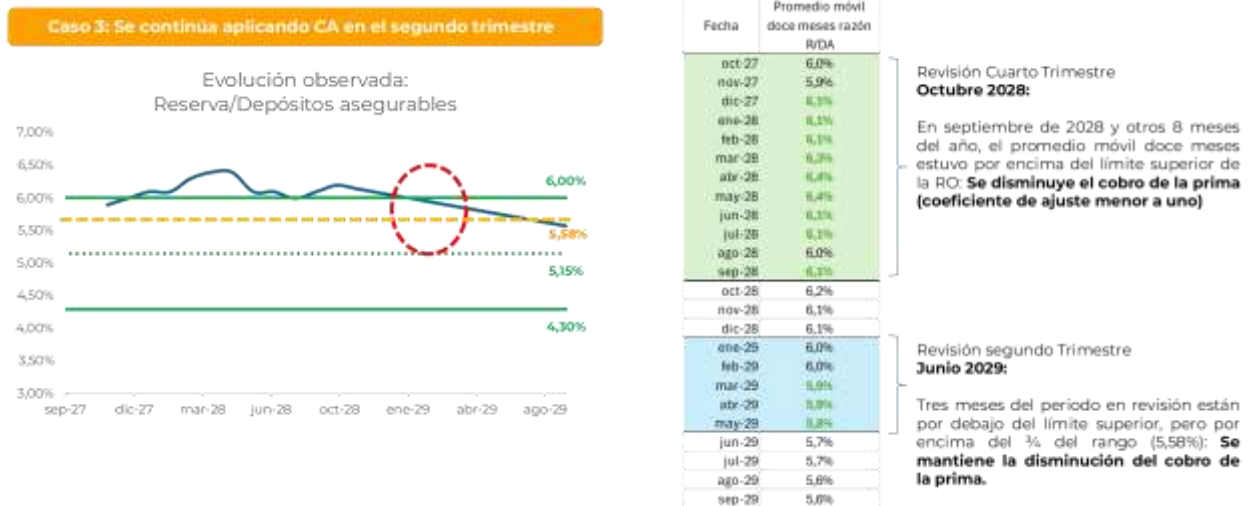 Caso 3: Se continúa aplicando CA en el segundo trimestre
Evolución observada:
Reserva/Depósitos asegurables
7,00%
6,50%
6,00%
5,50%
5,00%
4,50%
4,00%
3,50%
3,00%
6,00%
5,58%
5,15%
4,30%
sep-27 dic-27 mar-28 jun-28 oct-28 ene-29 abr-29 ago-29
Fecha Promedio móvil doce meses razón R/DA
oct-27 6,0%
nov-27 5,9%
dic-27 6,1%
ene-28 6,1%
feb-28 6,1%
mar-28 6,3%
abr-28 6,4%
may-28 6,4%
jun-28 6,1%
jul-28 6,1%
ago-28 6,0%
sep-28 6,1%
oct-28 6,2%
nov-28 6,1%
dic-28 6,1%
ene-29 6,0%
feb-29 6,0%
mar-29 5,9%
abr-29 5,9%
may-29 5,8%
jun-29 5,7%
jul-29 5,7%
ago-29 5,6%
sep-29 5,6%
Revisión Cuarto Trimestre
Octubre 2028:
En septiembre de 2028 y otros 8 meses
del año, el promedio móvil doce meses
estuvo por encima del límite superior de
la RO: Se disminuye el cobro de la prima
(coeficiente de ajuste menor a uno)
Revisión segundo Trimestre
Junio 2029:
Tres meses del periodo en revisión están
por debajo del límite superior, pero por
encima del ¾ del rango (5,58%): Se
mantiene la disminución del cobro de
la prima.